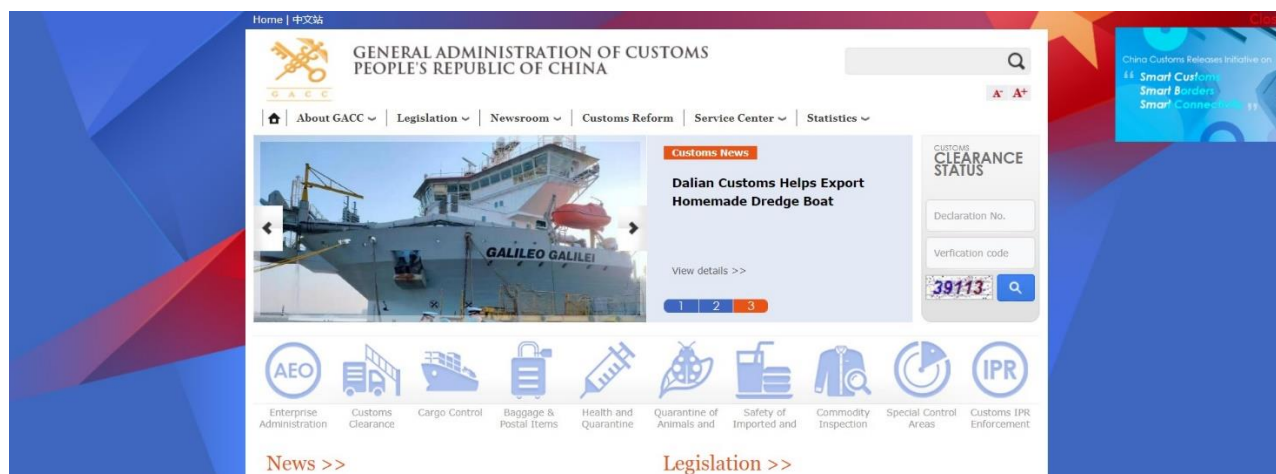 Home | 中文站
GENERAL ADMINISTRATION OF CUSTOMS
PEOPLE'S REPUBLIC OF CHINA
GACC
A- A+
About GACC
Legislation
Newsroom
Customs Reform
Service Center
Statistics
GALILEO GALILEI
Customs News
Dalian Customs Helps Export
Homemade Dredge Boat
View details >>
1 2 3
CUSTOMS
CLEARANCE
STATUS
Declaration No.
Verfication code
39113
Clos
China Customs Releases Initiative on
“ Smart Customs
Smart Borders
Smart Connectivity ”
AEO
IPR
Enterprise
Administration
Customs
Clearance
Cargo Control
Baggage &
Postal Items
Health and
Quarantine
Quarantine of
Animals and
Safety of
Imported and
Commodity
Inspection
Special Control
Areas
Customs IPR
Enforcement
News >>
Legislation >>